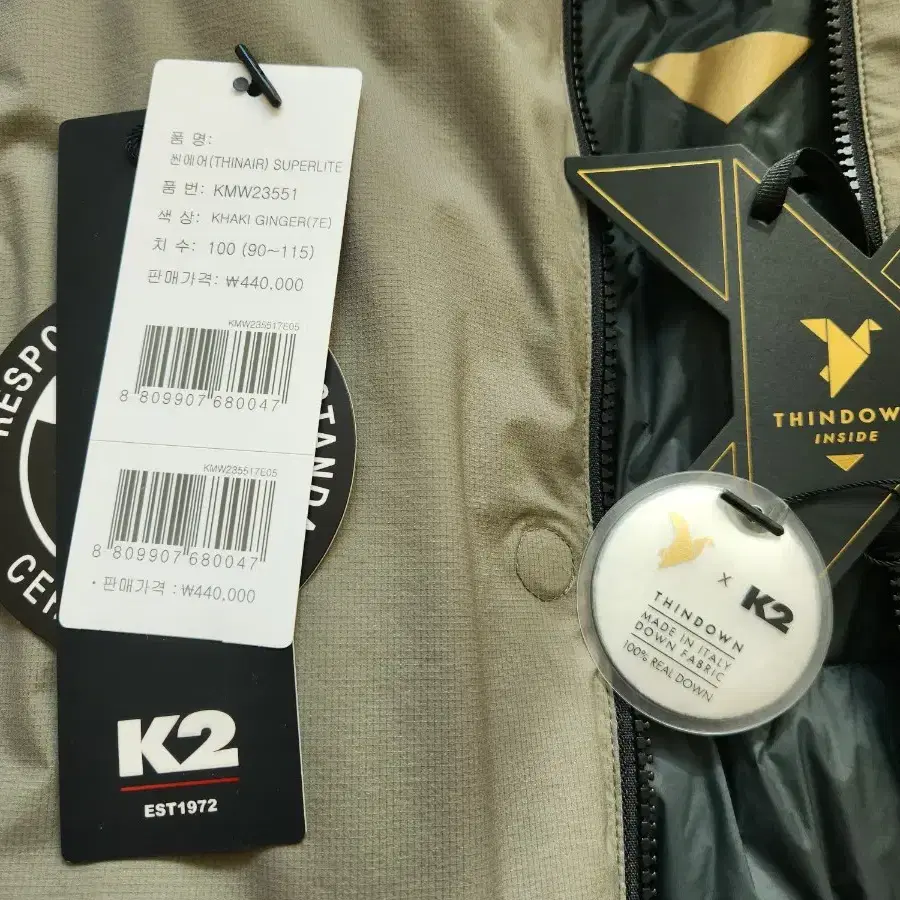 품 명:
씬에어(THINAIR) SUPERLITE
품 번: KMW23551
색 상: KHAKI GINGER(7E)
치 수: 100 (90~115)
판매가격: ₩440,000
KMW235517E05
8 809907 680047
KMW235517E05
8 809907 680047
• 판매가격 : ₩440,000
K2
EST1972
THINDOWN
INSIDE
x K2
THINDOWN
MADE IN ITALY
DOWN FABRIC
100% REAL DOWN